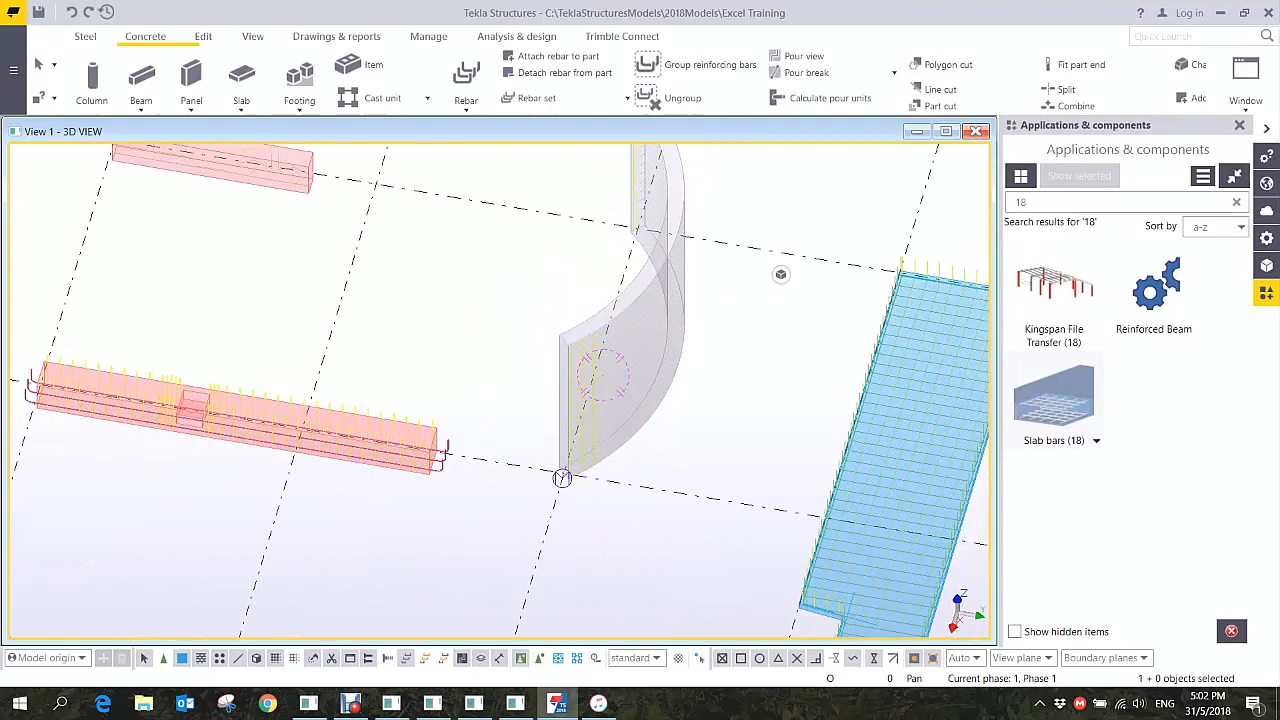 Tekla Structures - C:\TeklaStructuresModels\2018Models\Excel Training
? Log in
Steel Concrete Edit View Drawings & reports Manage Analysis & design Trimble Connect Quick Launch
Column Beam Panel Slab Footing
Item
Cast unit
Rebar
Attach rebar to part
Detach rebar from part
Rebar set
Group reinforcing bars
Ungroup
Pour view
Pour break
Calculate pour units
Polygon cut
Line cut
Part cut
Fit part end
Split
Combine
Cha
Adc
Window
View 1 - 3D VIEW
Applications & components
Applications & components
Show selected
18
Search results for '18'
Sort by a-z
Kingspan File Transfer (18)
Reinforced Beam
Slab bars (18)
Z
Y
X
Show hidden items
Model origin standard Auto View plane Boundary planes
O 0 Pan Current phase: 1, Phase 1 1 + 0 objects selected
ENG
5:02 PM
31/5/2018